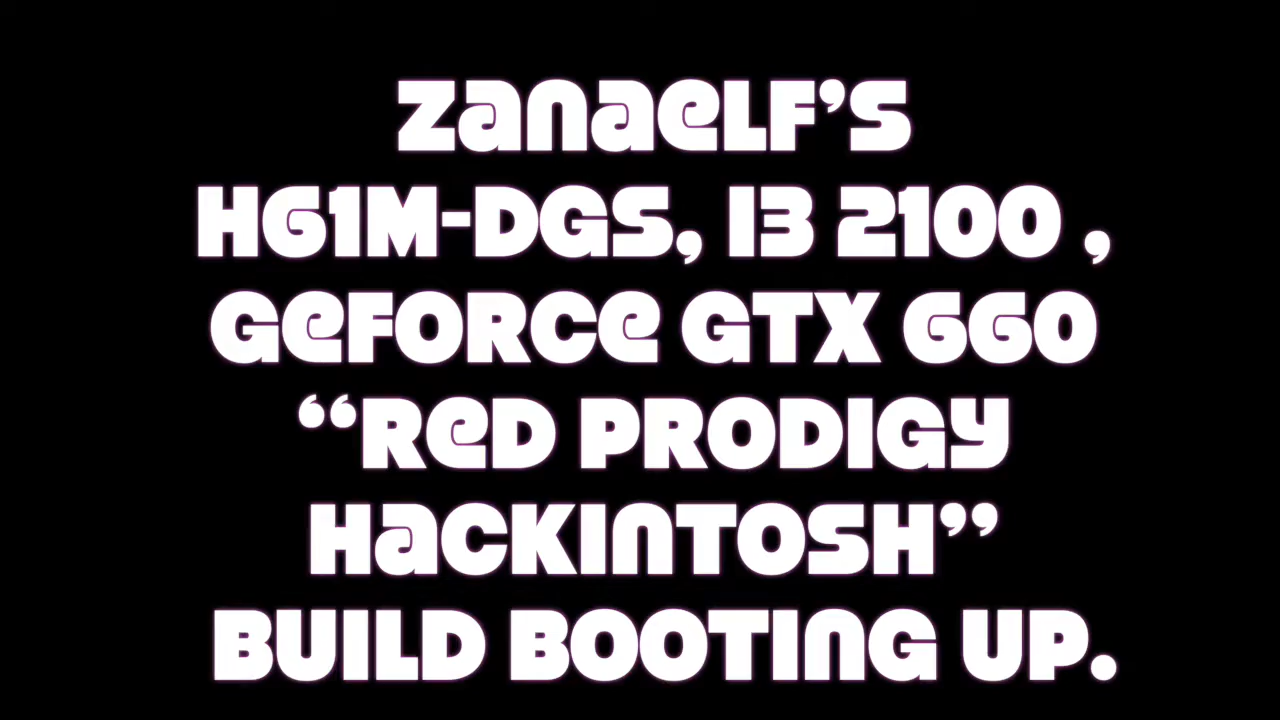 Zanaelf’s
H61M-DGS, I3 2100 ,
GeForce GTX 660
“Red Prodigy
Hackintosh”
Build Booting Up.